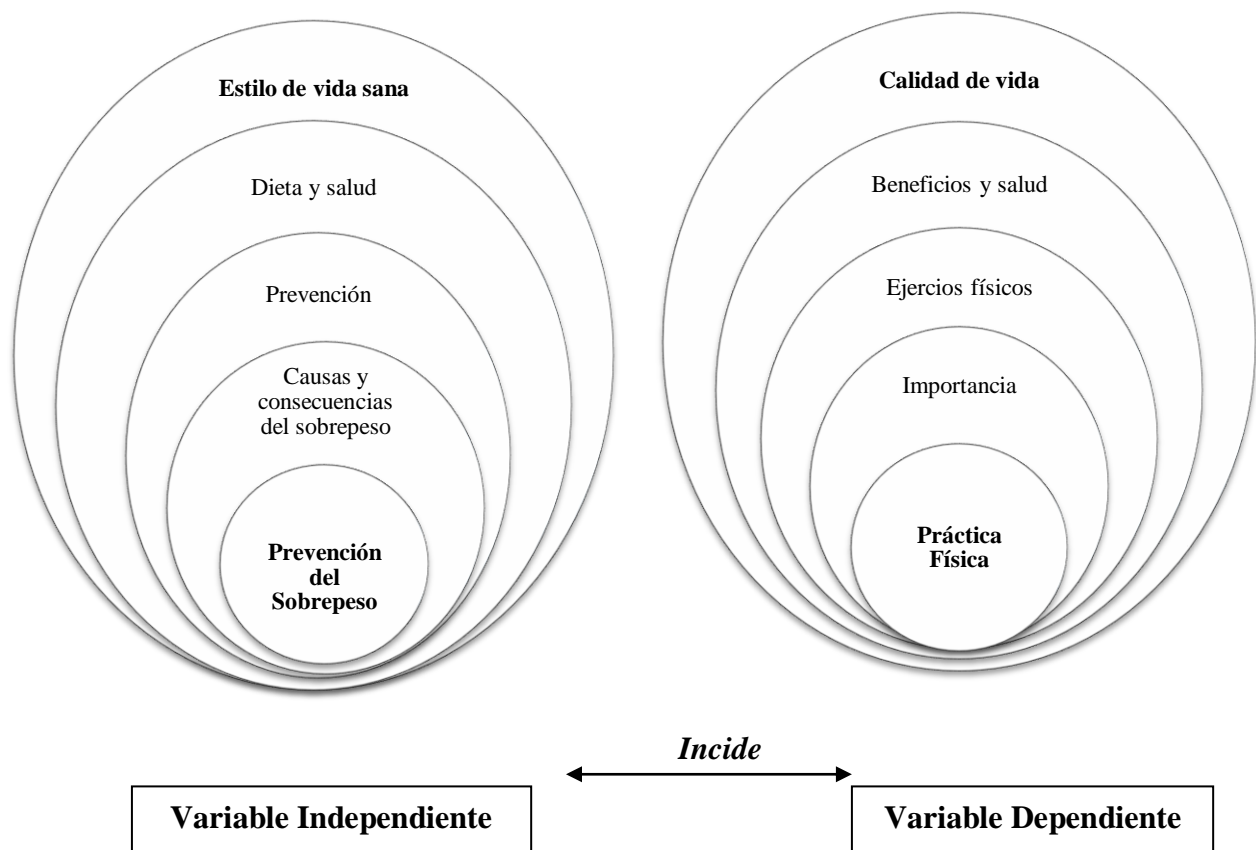 Estilo de vida sana
Dieta y salud
Prevención
Causas y
consecuencias
del sobrepeso
Prevención
del
Sobrepeso
Calidad de vida
Beneficios y salud
Ejercios físicos
Importancia
Práctica
Física
Incide
Variable Independiente
Variable Dependiente